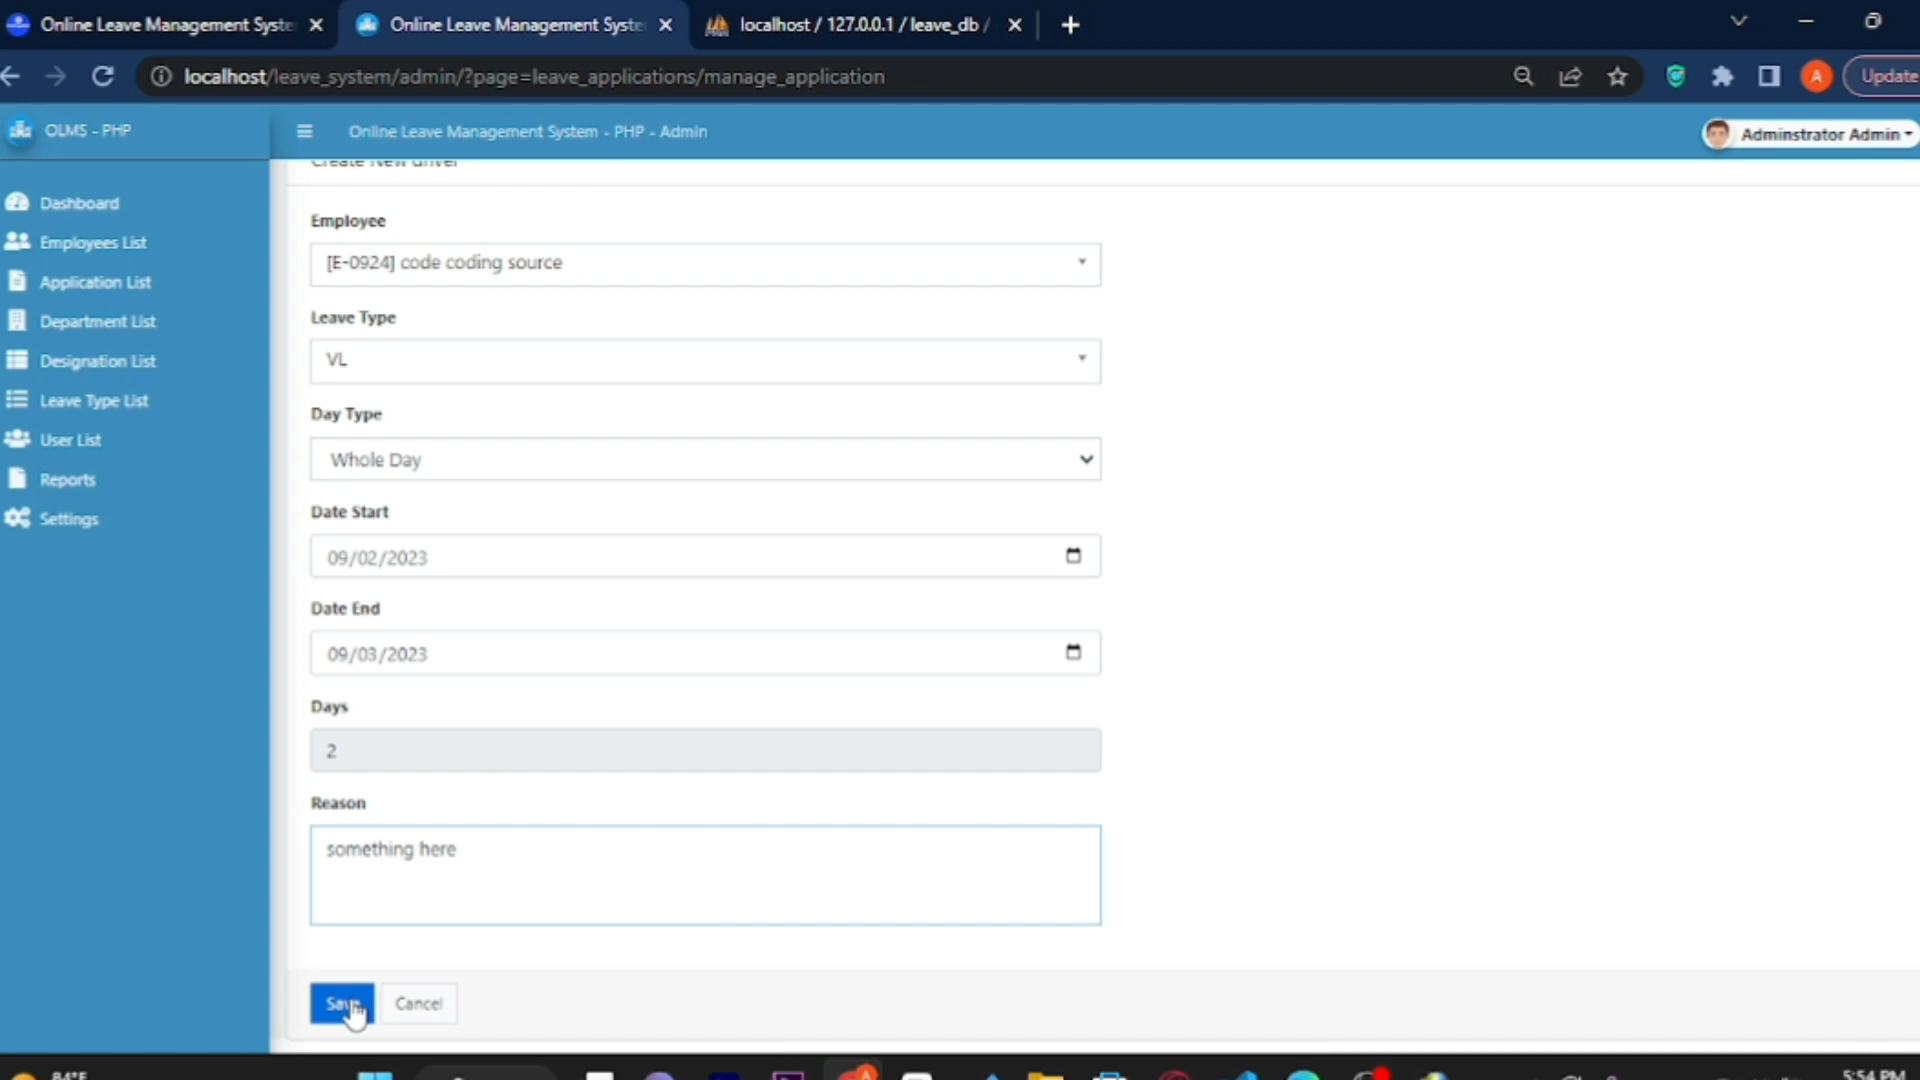 Online Leave Management Syste
Online Leave Management Syste
localhost / 127.0.0.1 / leave_db /
localhost/leave_system/admin/?page=leave_applications/manage_application
A
Update
OLMS - PHP
Online Leave Management System - PHP - Admin
Adminstrator Admin
Create New driver
Dashboard
Employees List
Application List
Department List
Designation List
Leave Type List
User List
Reports
Settings
Employee
[E-0924] code coding source
Leave Type
VL
Day Type
Whole Day
Date Start
09/02/2023
Date End
09/03/2023
Days
2
Reason
something here
Save
Cancel
84°F
5:54 PM